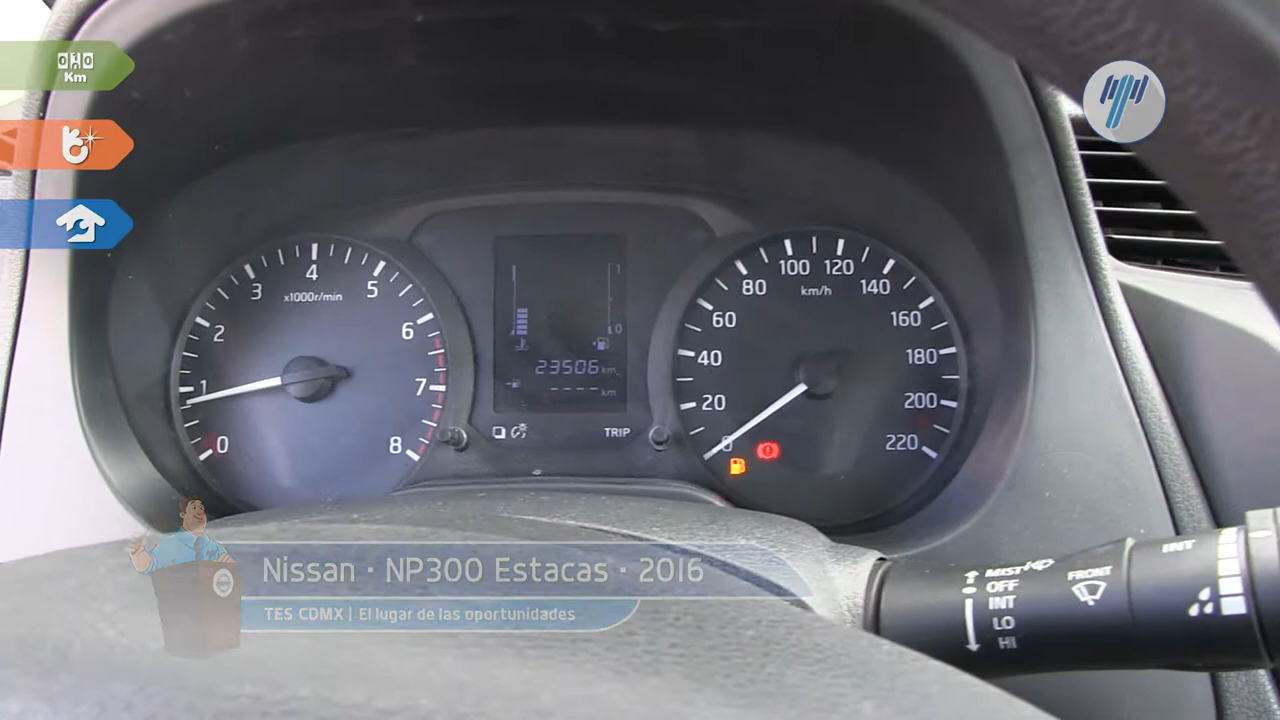 Km
0 1 2 3 4 5 6 7 8
x1000r/min
1
0
23506 km
---- km
TRIP
0 20 40 60 80 100 120 140 160 180 200 220
km/h
MIST
OFF
INT
LO
HI
FRONT
INT
Nissan · NP300 Estacas · 2016
TES CDMX | El lugar de las oportunidades